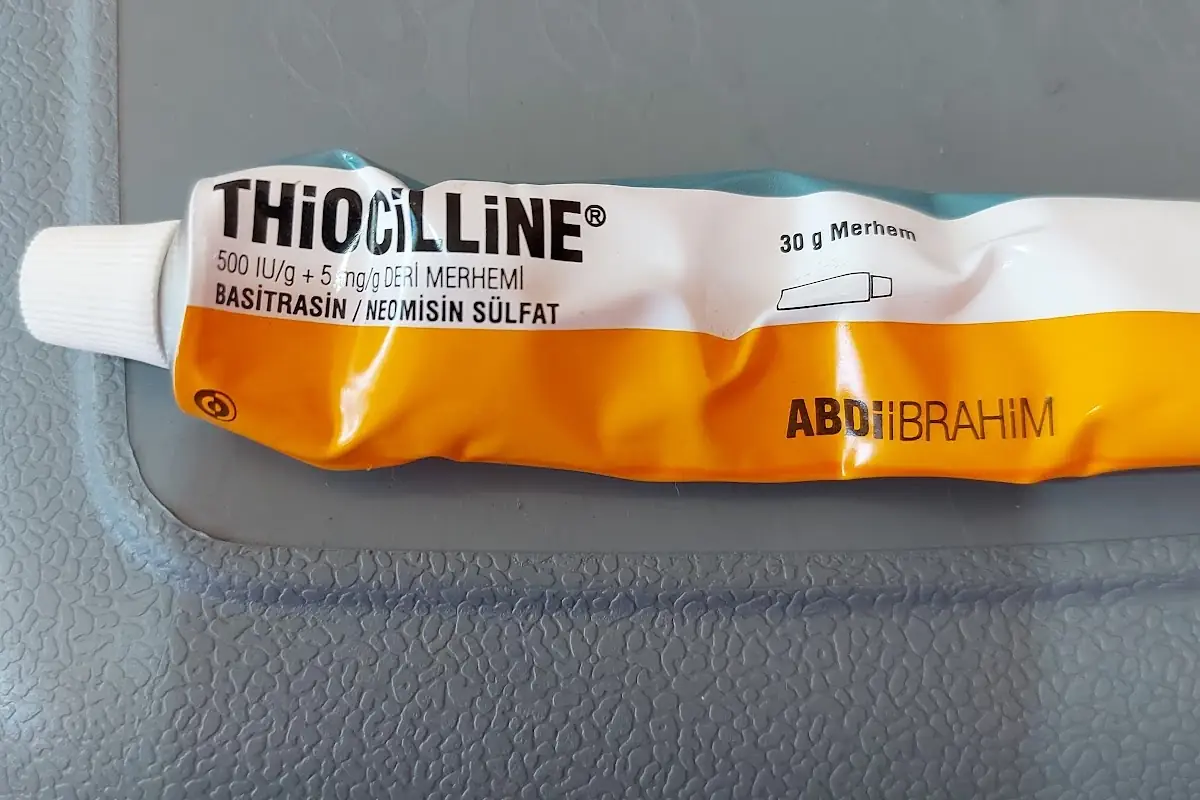 THiOCiLLiNE®
500 IU/g + 5 mg/g DERİ MERHEMİ
BASİTRASİN / NEOMİSİN SÜLFAT
30 g Merhem
ABDiiBRAHiM